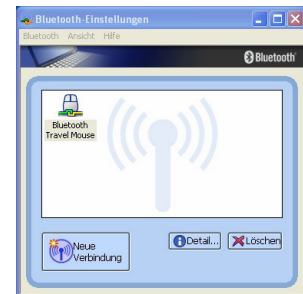 Bluetooth-Einstellungen
Bluetooth Ansicht Hilfe
Bluetooth
Bluetooth
Travel Mouse
Neue
Verbindung
Detail...
Löschen